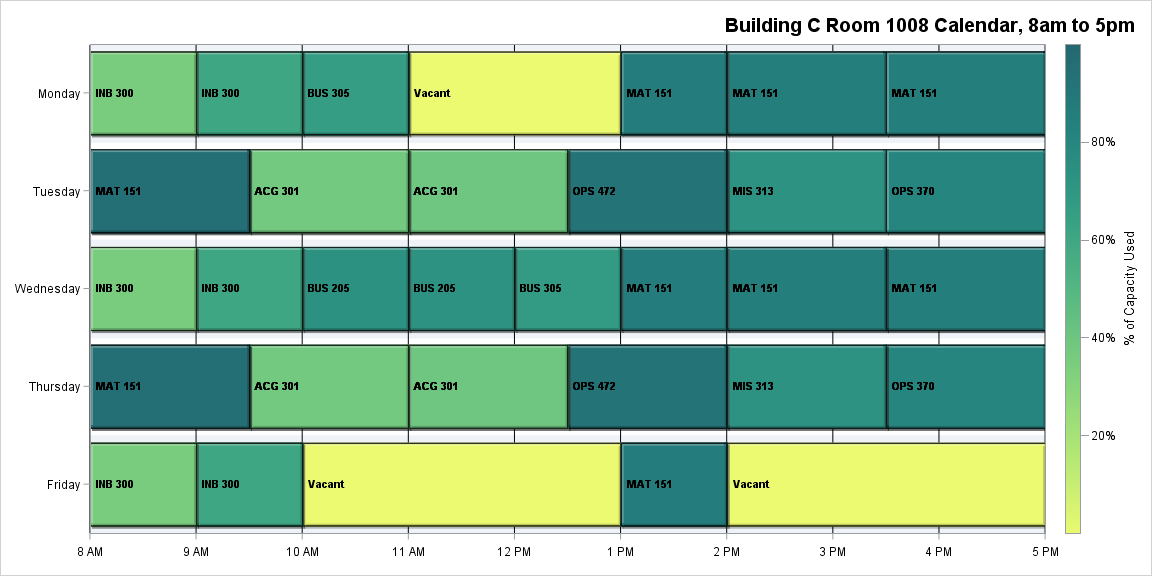 Building C Room 1008 Calendar, 8am to 5pm
Monday INB 300 INB 300 BUS 305 Vacant MAT 151 MAT 151 MAT 151
Tuesday MAT 151 ACG 301 ACG 301 OPS 472 MIS 313 OPS 370
Wednesday INB 300 INB 300 BUS 205 BUS 205 BUS 305 MAT 151 MAT 151 MAT 151
Thursday MAT 151 ACG 301 ACG 301 OPS 472 MIS 313 OPS 370
Friday INB 300 INB 300 Vacant MAT 151 Vacant
8 AM 9 AM 10 AM 11 AM 12 PM 1 PM 2 PM 3 PM 4 PM 5 PM
80%
60%
40%
20%
% of Capacity Used